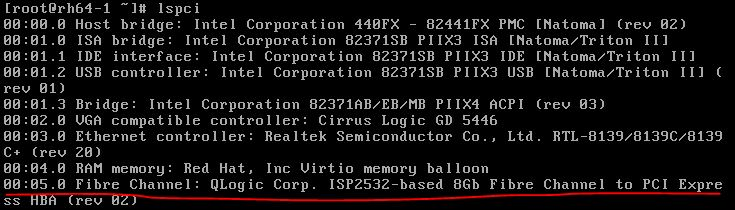 [root@rh64-1 ~]# lspci
00:00.0 Host bridge: Intel Corporation 440FX - 82441FX PMC [Natoma] (rev 02)
00:01.0 ISA bridge: Intel Corporation 82371SB PIIX3 ISA [Natoma/Triton II]
00:01.1 IDE interface: Intel Corporation 82371SB PIIX3 IDE [Natoma/Triton II]
00:01.2 USB controller: Intel Corporation 82371SB PIIX3 USB [Natoma/Triton II] (
rev 01)
00:01.3 Bridge: Intel Corporation 82371AB/EB/MB PIIX4 ACPI (rev 03)
00:02.0 VGA compatible controller: Cirrus Logic GD 5446
00:03.0 Ethernet controller: Realtek Semiconductor Co., Ltd. RTL-8139/8139C/8139
C+ (rev 20)
00:04.0 RAM memory: Red Hat, Inc Virtio memory balloon
00:05.0 Fibre Channel: QLogic Corp. ISP2532-based 8Gb Fibre Channel to PCI Expre
ss HBA (rev 02)